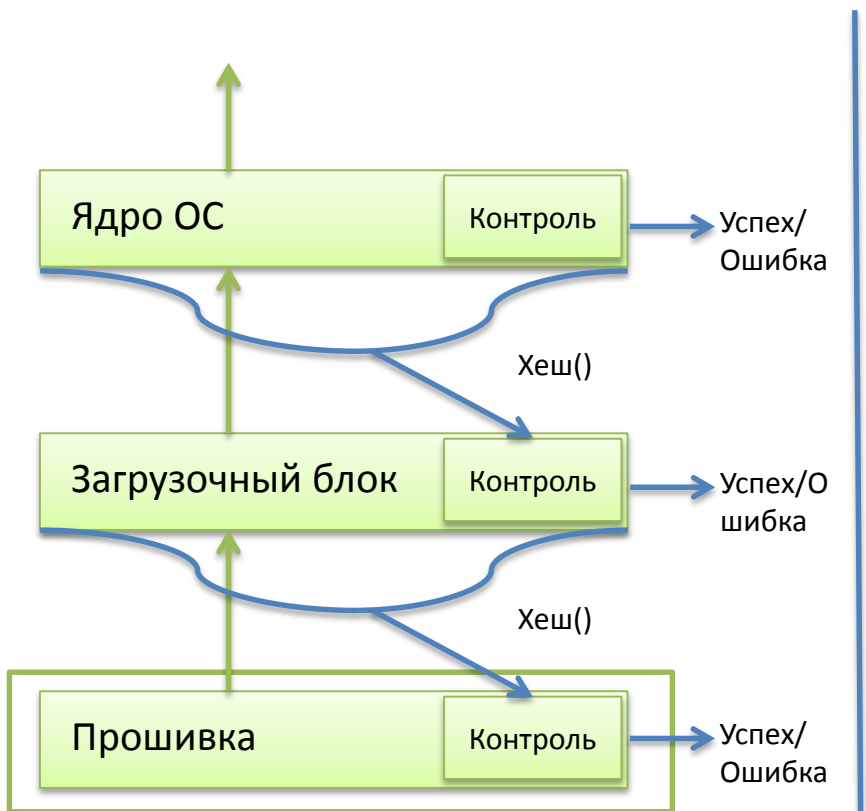 Ядро ОС
Контроль
Успех/
Ошибка
Хеш()
Загрузочный блок
Контроль
Успех/О
шибка
Хеш()
Прошивка
Контроль
Успех/
Ошибка